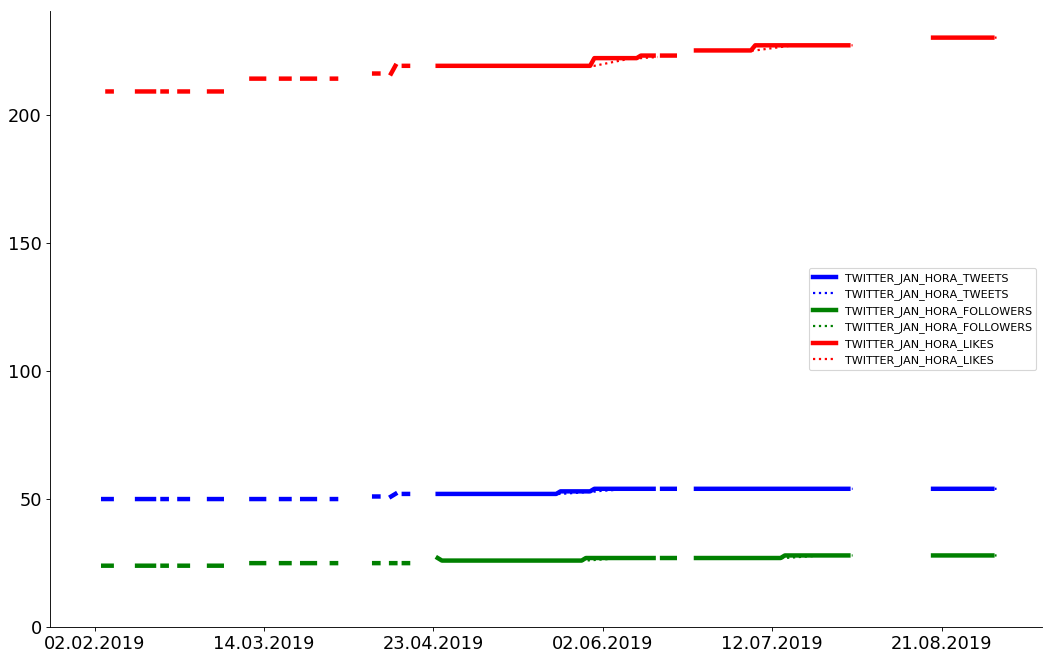 200
150
100
50
0
02.02.2019 14.03.2019 23.04.2019 02.06.2019 12.07.2019 21.08.2019
TWITTER_JAN_HORA_TWEETS
TWITTER_JAN_HORA_TWEETS
TWITTER_JAN_HORA_FOLLOWERS
TWITTER_JAN_HORA_FOLLOWERS
TWITTER_JAN_HORA_LIKES
TWITTER_JAN_HORA_LIKES